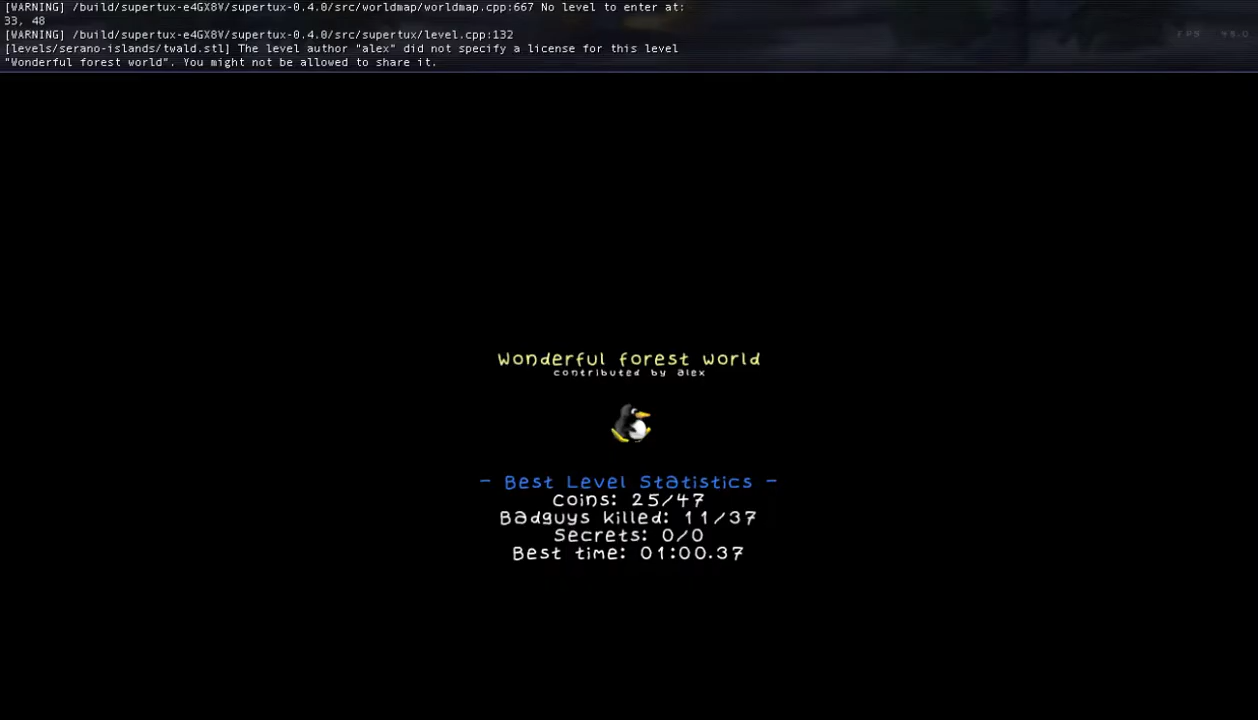 [WARNING] /build/supertux-e4GX8V/supertux-0.4.0/src/worldmap/worldmap.cpp:667 No level to enter at:
33, 48
[WARNING] /build/supertux-e4GX8V/supertux-0.4.0/src/supertux/level.cpp:132
[levels/serano-islands/twald.stl] The level author "alex" did not specify a license for this level
"Wonderful forest world". You might not be allowed to share it.
FPS 48.0
Wonderful forest world
contributed by alex
- Best Level Statistics -
Coins: 25/47
Badguys killed: 11/37
Secrets: 0/0
Best time: 01:00.37